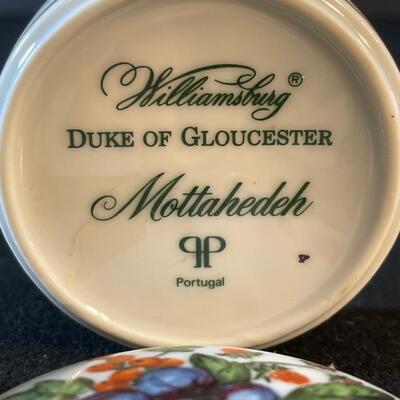 Williamsburg®
DUKE OF GLOUCESTER
Mottahedeh
Portugal